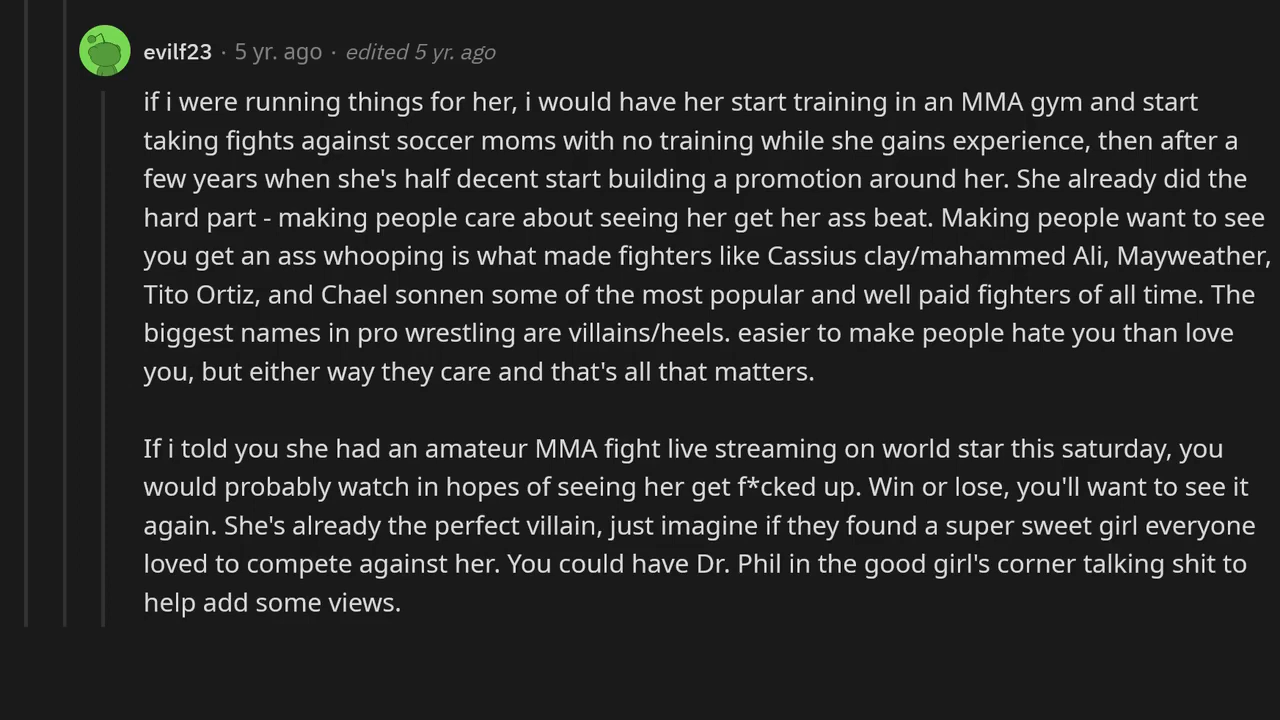 evilf23 · 5 yr. ago · edited 5 yr. ago
if i were running things for her, i would have her start training in an MMA gym and start
taking fights against soccer moms with no training while she gains experience, then after a
few years when she's half decent start building a promotion around her. She already did the
hard part - making people care about seeing her get her ass beat. Making people want to see
you get an ass whooping is what made fighters like Cassius clay/mahammed Ali, Mayweather,
Tito Ortiz, and Chael sonnen some of the most popular and well paid fighters of all time. The
biggest names in pro wrestling are villains/heels. easier to make people hate you than love
you, but either way they care and that's all that matters.
If i told you she had an amateur MMA fight live streaming on world star this saturday, you
would probably watch in hopes of seeing her get f*cked up. Win or lose, you'll want to see it
again. She's already the perfect villain, just imagine if they found a super sweet girl everyone
loved to compete against her. You could have Dr. Phil in the good girl's corner talking shit to
help add some views.